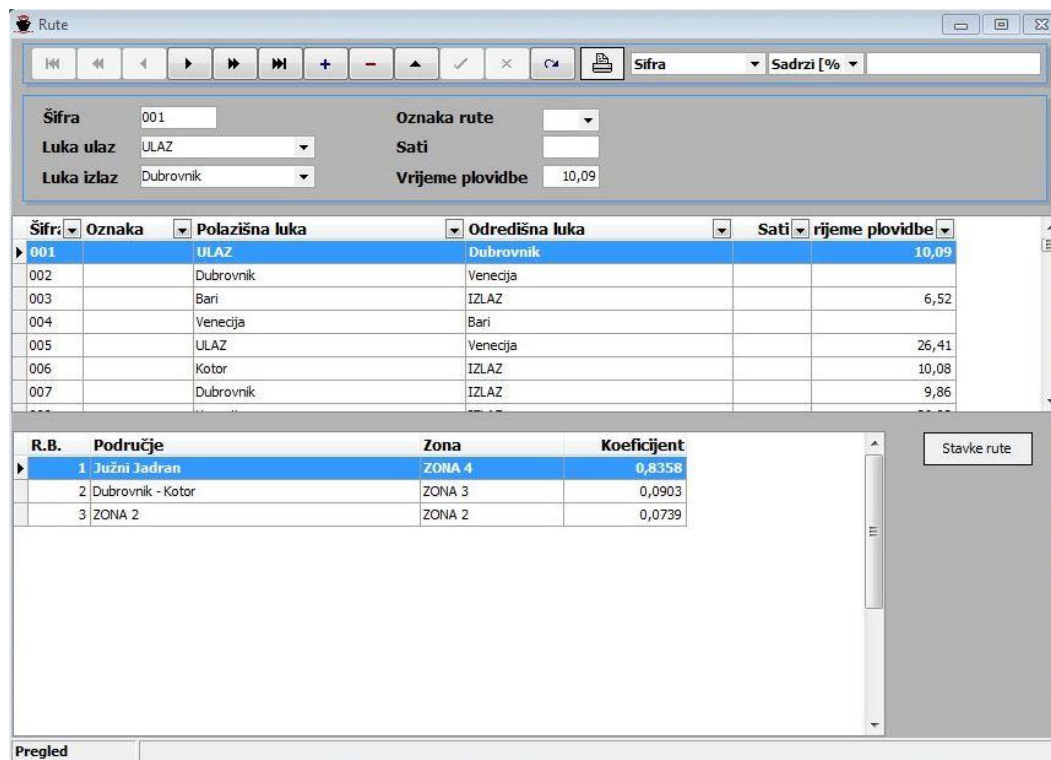 Rute
Sifra Sadrzi [%
Šifra 001 Oznaka rute
Luka ulaz ULAZ Sati
Luka izlaz Dubrovnik Vrijeme plovidbe 10,09
Šifra Oznaka Polazišna luka Odredišna luka Sati rijeme plovidbe
001 ULAZ Dubrovnik 10,09
002 Dubrovnik Venecija
003 Bari IZLAZ 6,52
004 Venecija Bari
005 ULAZ Venecija 26,41
006 Kotor IZLAZ 10,08
007 Dubrovnik IZLAZ 9,86
R.B. Područje Zona Koeficijent
1 Južni Jadran ZONA 4 0,8358
2 Dubrovnik - Kotor ZONA 3 0,0903
3 ZONA 2 ZONA 2 0,0739
Stavke rute
Pregled